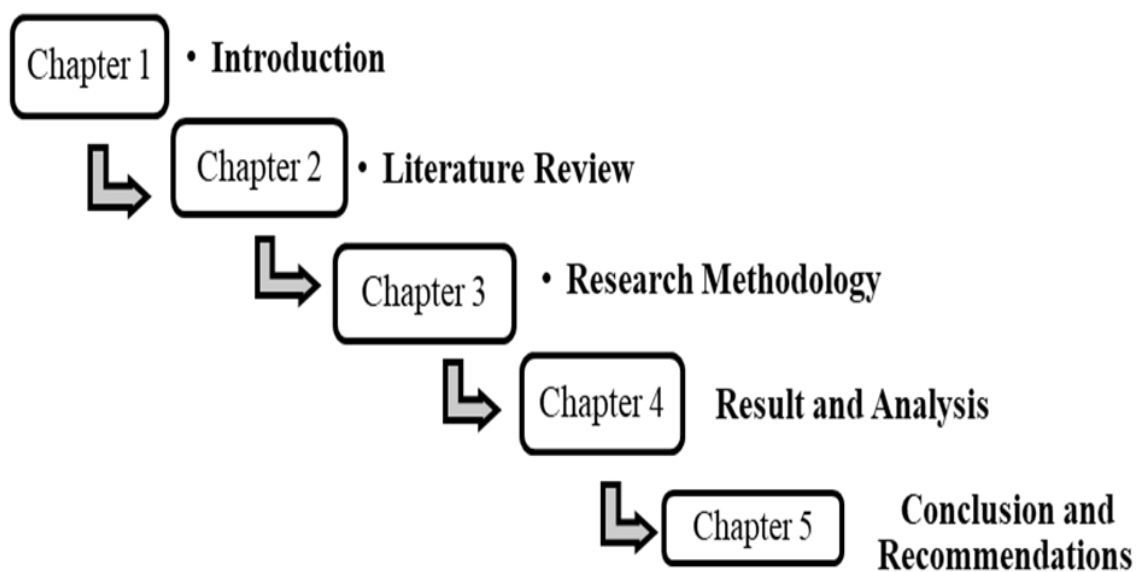 Chapter 1
• Introduction
Chapter 2
• Literature Review
Chapter 3
• Research Methodology
Chapter 4
Result and Analysis
Chapter 5
Conclusion and
Recommendations